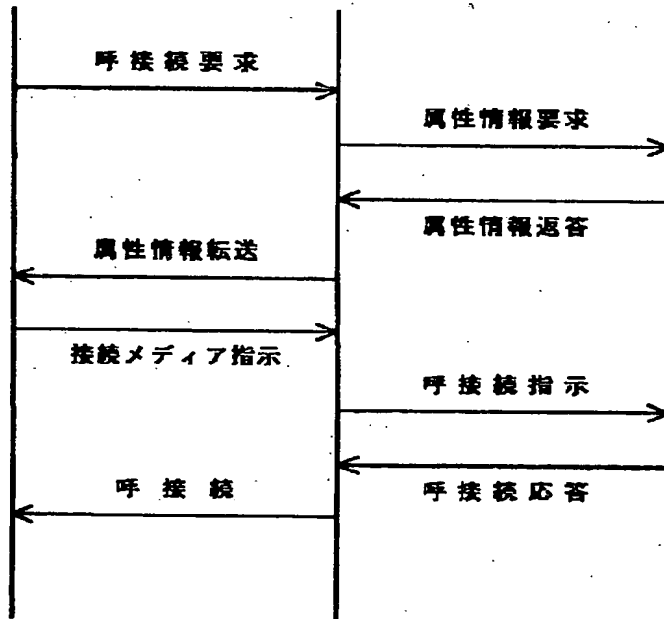 呼接続要求
属性情報要求
属性情報返答
属性情報転送
接続メディア指示
呼接続指示
呼接続応答
呼接続